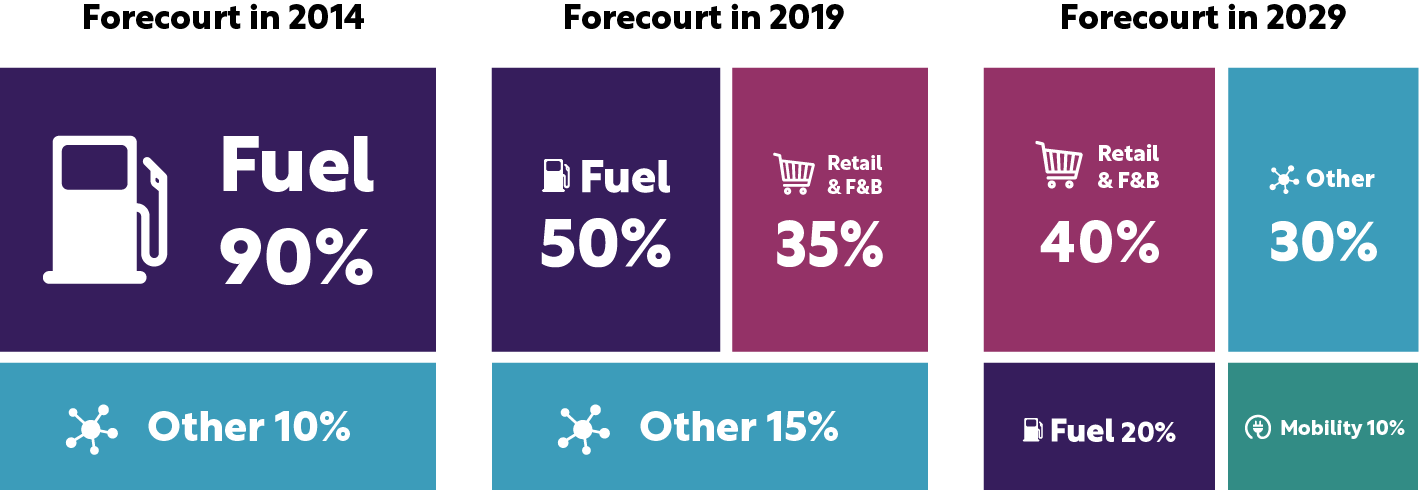 Forecourt in 2014
Fuel
90%
Other 10%
Forecourt in 2019
Fuel
50%
Retail
& F&B
35%
Other 15%
Forecourt in 2029
Retail
& F&B
40%
Other
30%
Fuel 20%
Mobility 10%